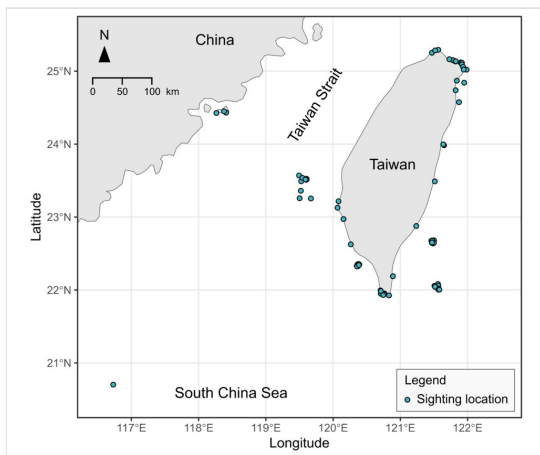 China
N
0 50 100 km
Taiwan Strait
Taiwan
25°N
24°N
23°N
22°N
21°N
Latitude
South China Sea
Legend
Sighting location
117°E 118°E 119°E 120°E 121°E 122°E
Longitude